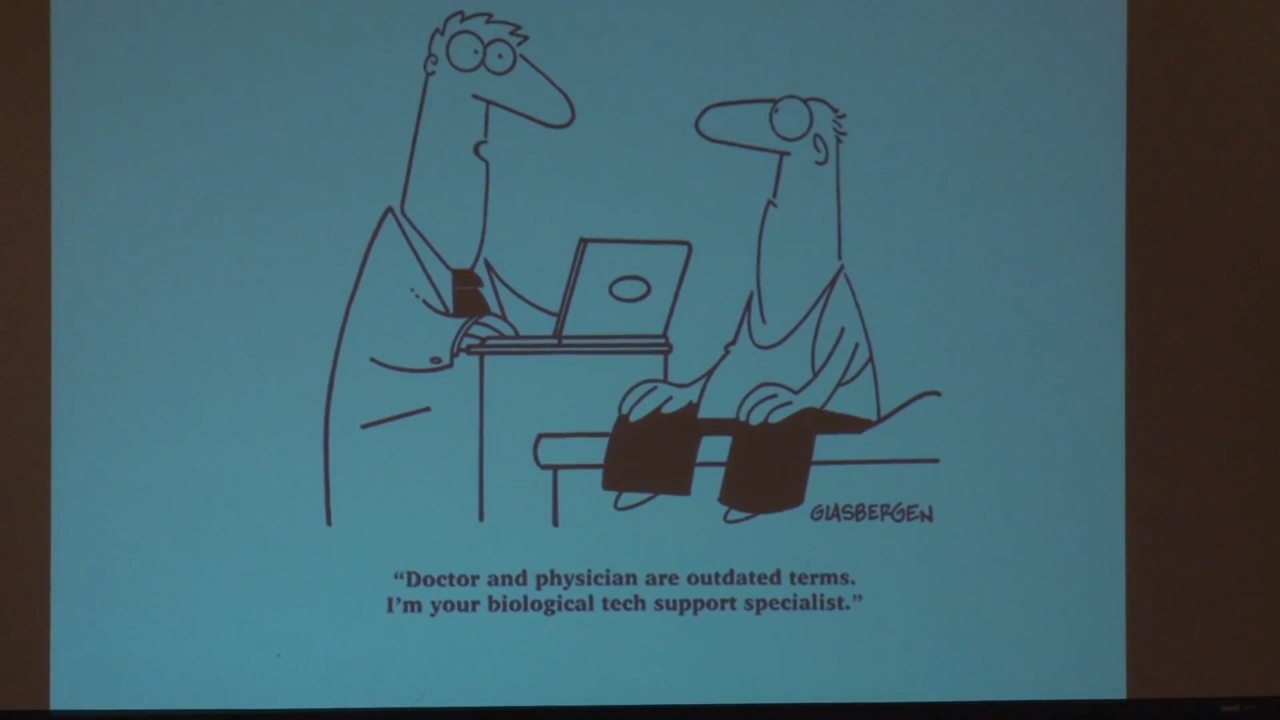 GLASBERGEN
“Doctor and physician are outdated terms.
I’m your biological tech support specialist.”